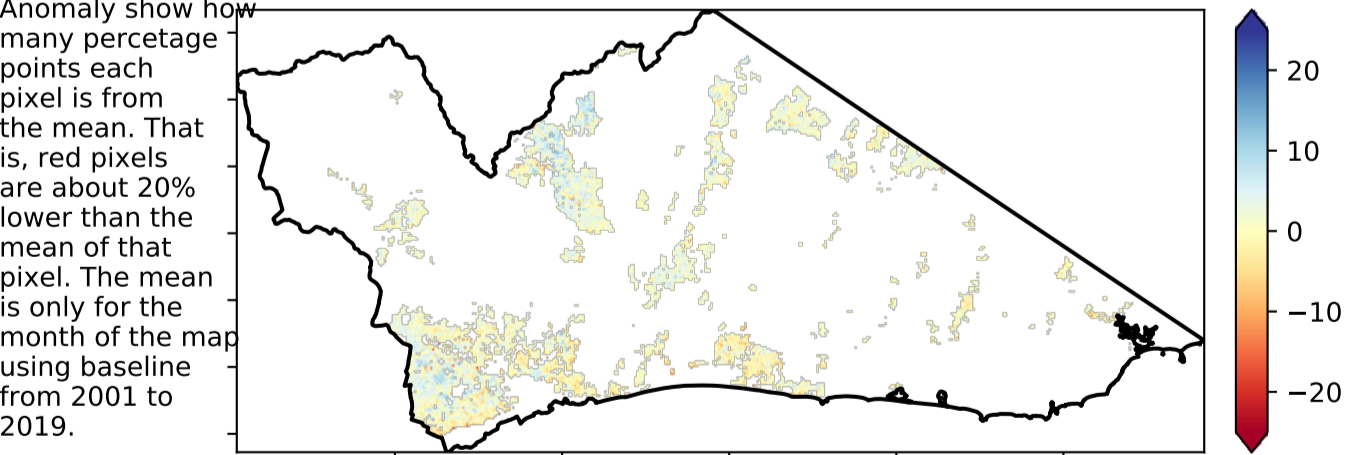 Anomaly show how
many percetage
points each
pixel is from
the mean. That
is, red pixels
are about 20%
lower than the
mean of that
pixel. The mean
is only for the
month of the map
using baseline
from 2001 to
2019.
20
10
0
−10
−20